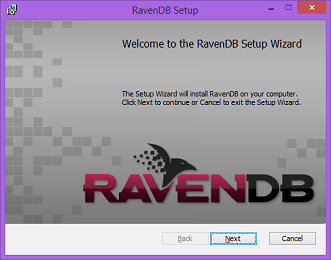 RavenDB Setup
Welcome to the RavenDB Setup Wizard
The Setup Wizard will install RavenDB on your computer.
Click Next to continue or Cancel to exit the Setup Wizard.
RAVENDB
Back Next Cancel